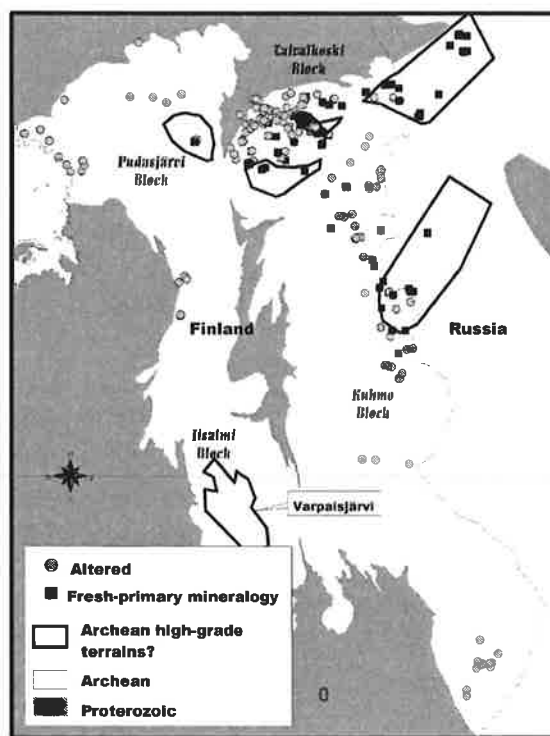 Taivalkoski
Block
Pudasjärvi
Block
Finland
Russia
Kuhmo
Block
Iisalmi
Block
Varpaisjärvi
Altered
Fresh-primary mineralogy
Archean high-grade
terrains?
Archean
Proterozoic
0